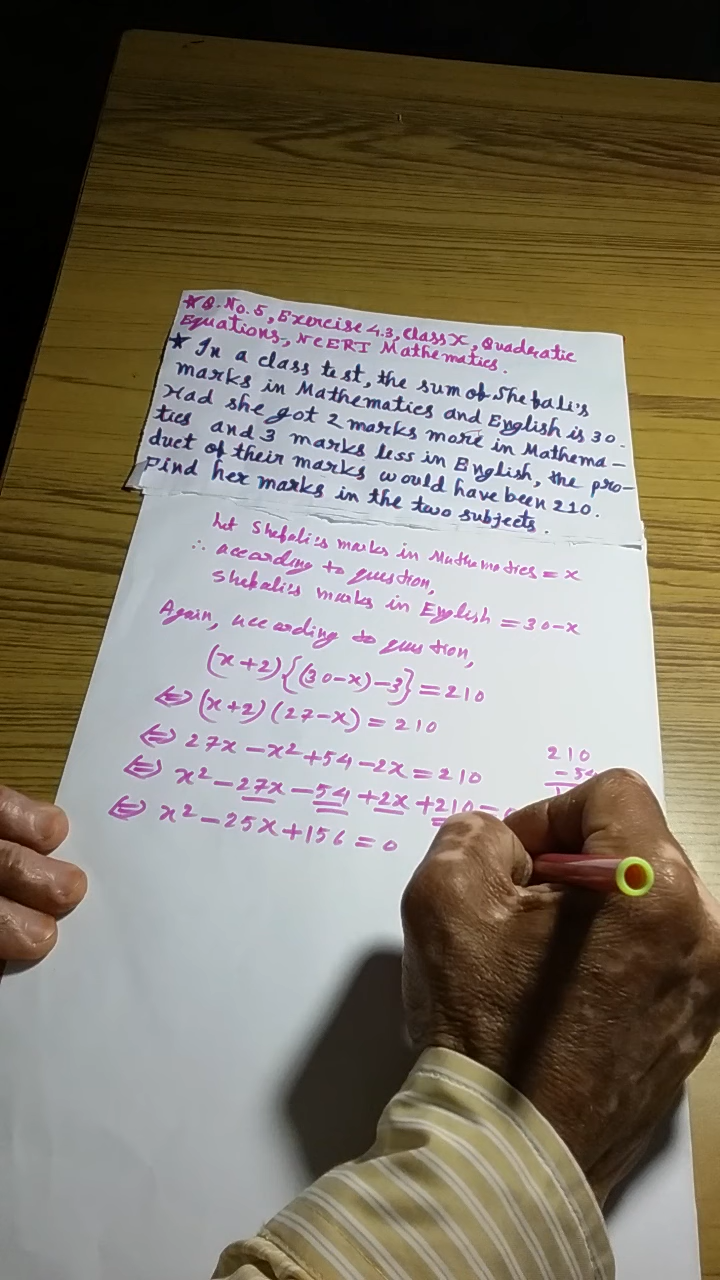 ★Q. No. 5, Exercise 4.3, Class X, Quadratic
Equations, NCERT Mathematics.
★ In a class test, the sum of Shefali's
marks in Mathematics and English is 30.
Had she got 2 marks more in Mathema-
tics and 3 marks less in English, the pro-
duct of their marks would have been 210.
Find her marks in the two subjects.
Let Shefali's marks in Mathematics = x
∴ according to question,
Shefali's marks in English = 30-x
Again, according to question,
(x+2){(30-x)-3}=210
⇔ (x+2)(27-x)=210
⇔ 27x-x²+54-2x=210
⇔ x²-27x-54+2x+210=0
⇔ x²-25x+156=0
210
-54